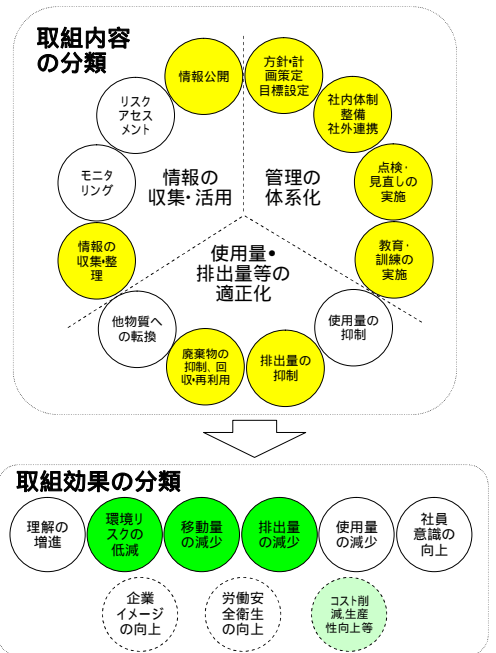 取組内容
の分類
情報公開
方針・計
画策定
目標設定
リスク
アセス
メント
社内体制
整備
社外連携
モニタ
リング
情報の
収集・活用
管理の
体系化
点検・
見直しの
実施
情報の
収集・整
理
使用量・
排出量等の
適正化
教育・
訓練の
実施
他物質へ
の転換
使用量の
抑制
廃棄物の
抑制、回
収・再利用
排出量の
抑制
取組効果の分類
理解の
増進
環境リ
スクの
低減
移動量
の減少
排出量
の減少
使用量
の減少
社員
意識の
向上
企業
イメージ
の向上
労働安
全衛生
の向上
コスト削
減,生産
性向上等